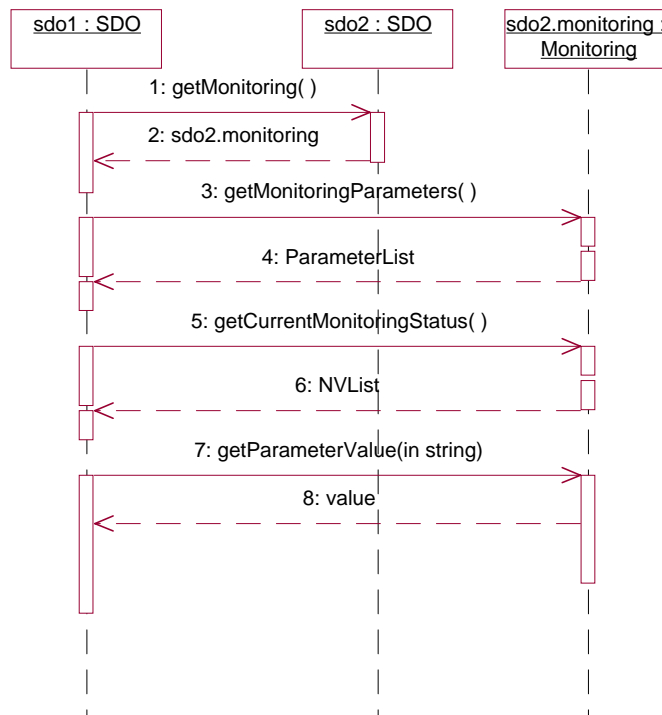 sdo1 : SDO
sdo2 : SDO
sdo2.monitoring :
Monitoring
1: getMonitoring( )
2: sdo2.monitoring
3: getMonitoringParameters( )
4: ParameterList
5: getCurrentMonitoringStatus( )
6: NVList
7: getParameterValue(in string)
8: value